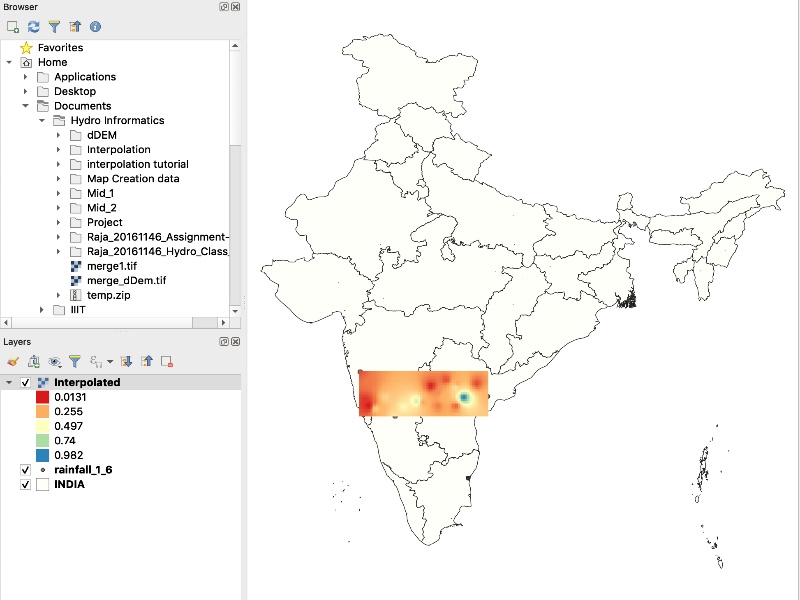 Browser
Favorites
Home
Applications
Desktop
Documents
Hydro Informatics
dDEM
Interpolation
interpolation tutorial
Map Creation data
Mid_1
Mid_2
Project
Raja_20161146_Assignment-
Raja_20161146_Hydro_Class_
merge1.tif
merge_dDem.tif
temp.zip
IIIT
Layers
Interpolated
0.0131
0.255
0.497
0.74
0.982
rainfall_1_6
INDIA